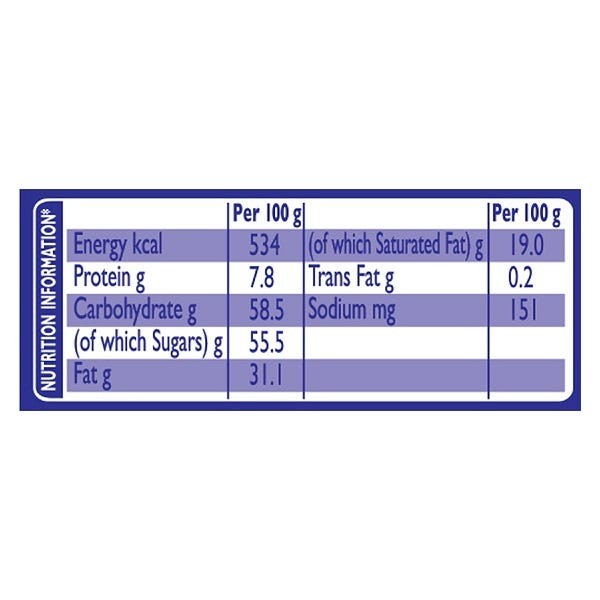 NUTRITION INFORMATION*
Per 100 g Per 100 g
Energy kcal 534 (of which Saturated Fat) g 19.0
Protein g 7.8 Trans Fat g 0.2
Carbohydrate g 58.5 Sodium mg 151
(of which Sugars) g 55.5
Fat g 31.1